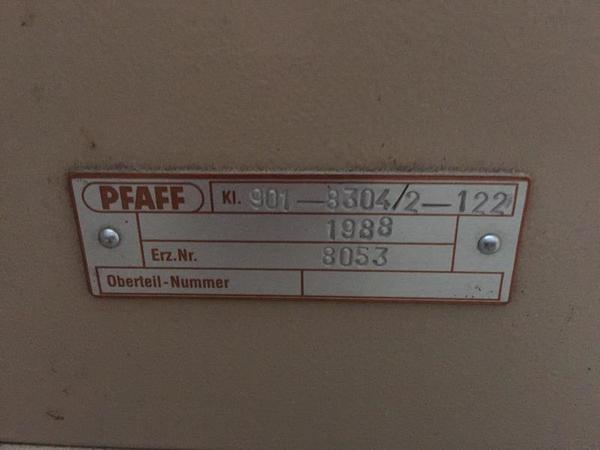 PFAFF Kl. 901-8304/2-122
1988
Erz.Nr. 8053
Oberteil-Nummer